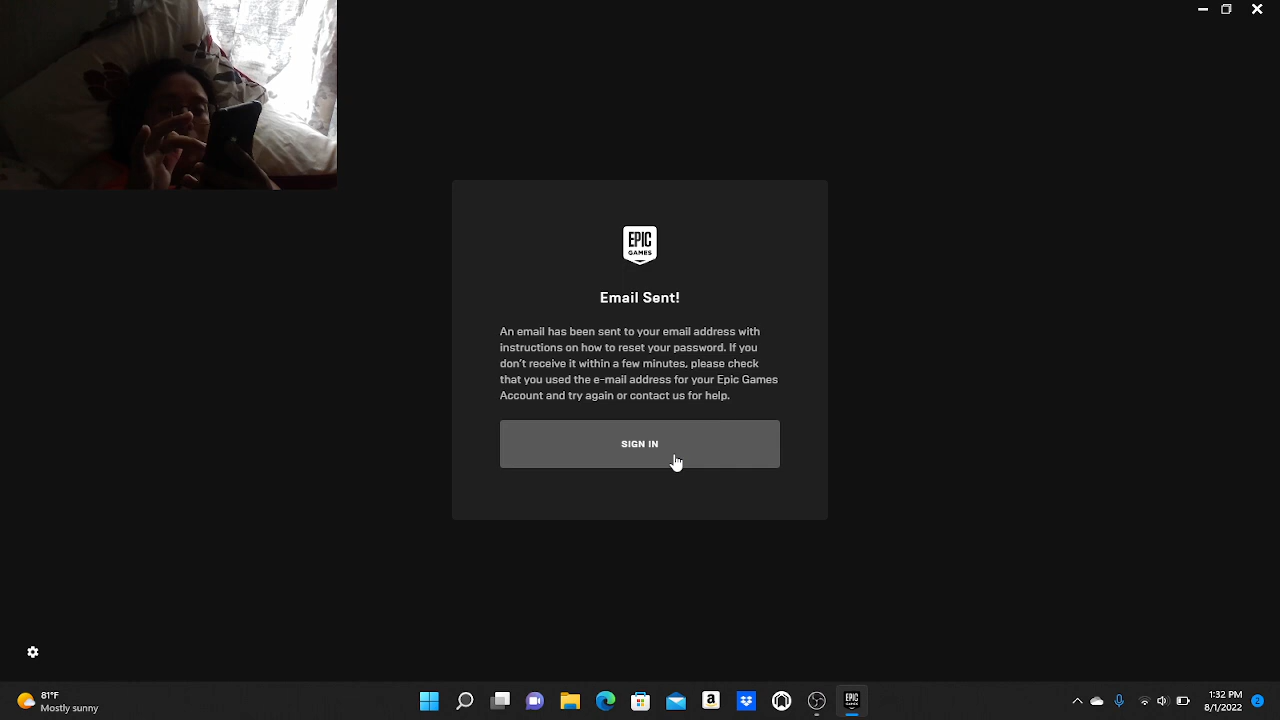 EPIC
GAMES
Email Sent!
An email has been sent to your email address with
instructions on how to reset your password. If you
don't receive it within a few minutes, please check
that you used the e-mail address for your Epic Games
Account and try again or contact us for help.
SIGN IN
81°F
Mostly sunny
a
EPIC
GAMES
1:32 PM
8/1/2022
2